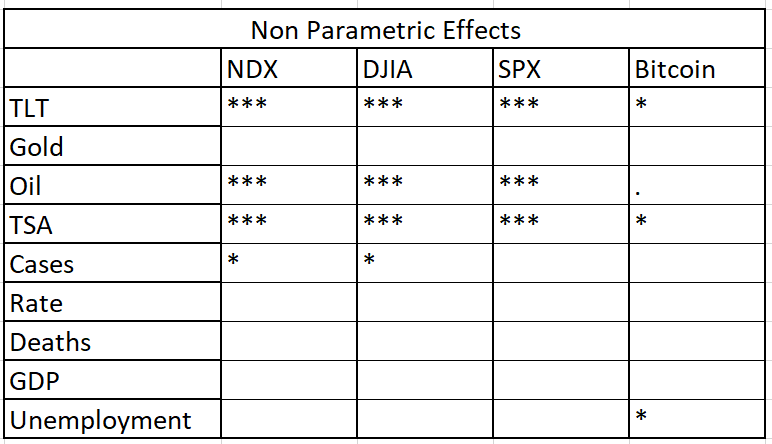 Non Parametric Effects
NDX DJIA SPX Bitcoin
TLT *** *** *** *
Gold
Oil *** *** *** .
TSA *** *** *** *
Cases * *
Rate
Deaths
GDP
Unemployment *